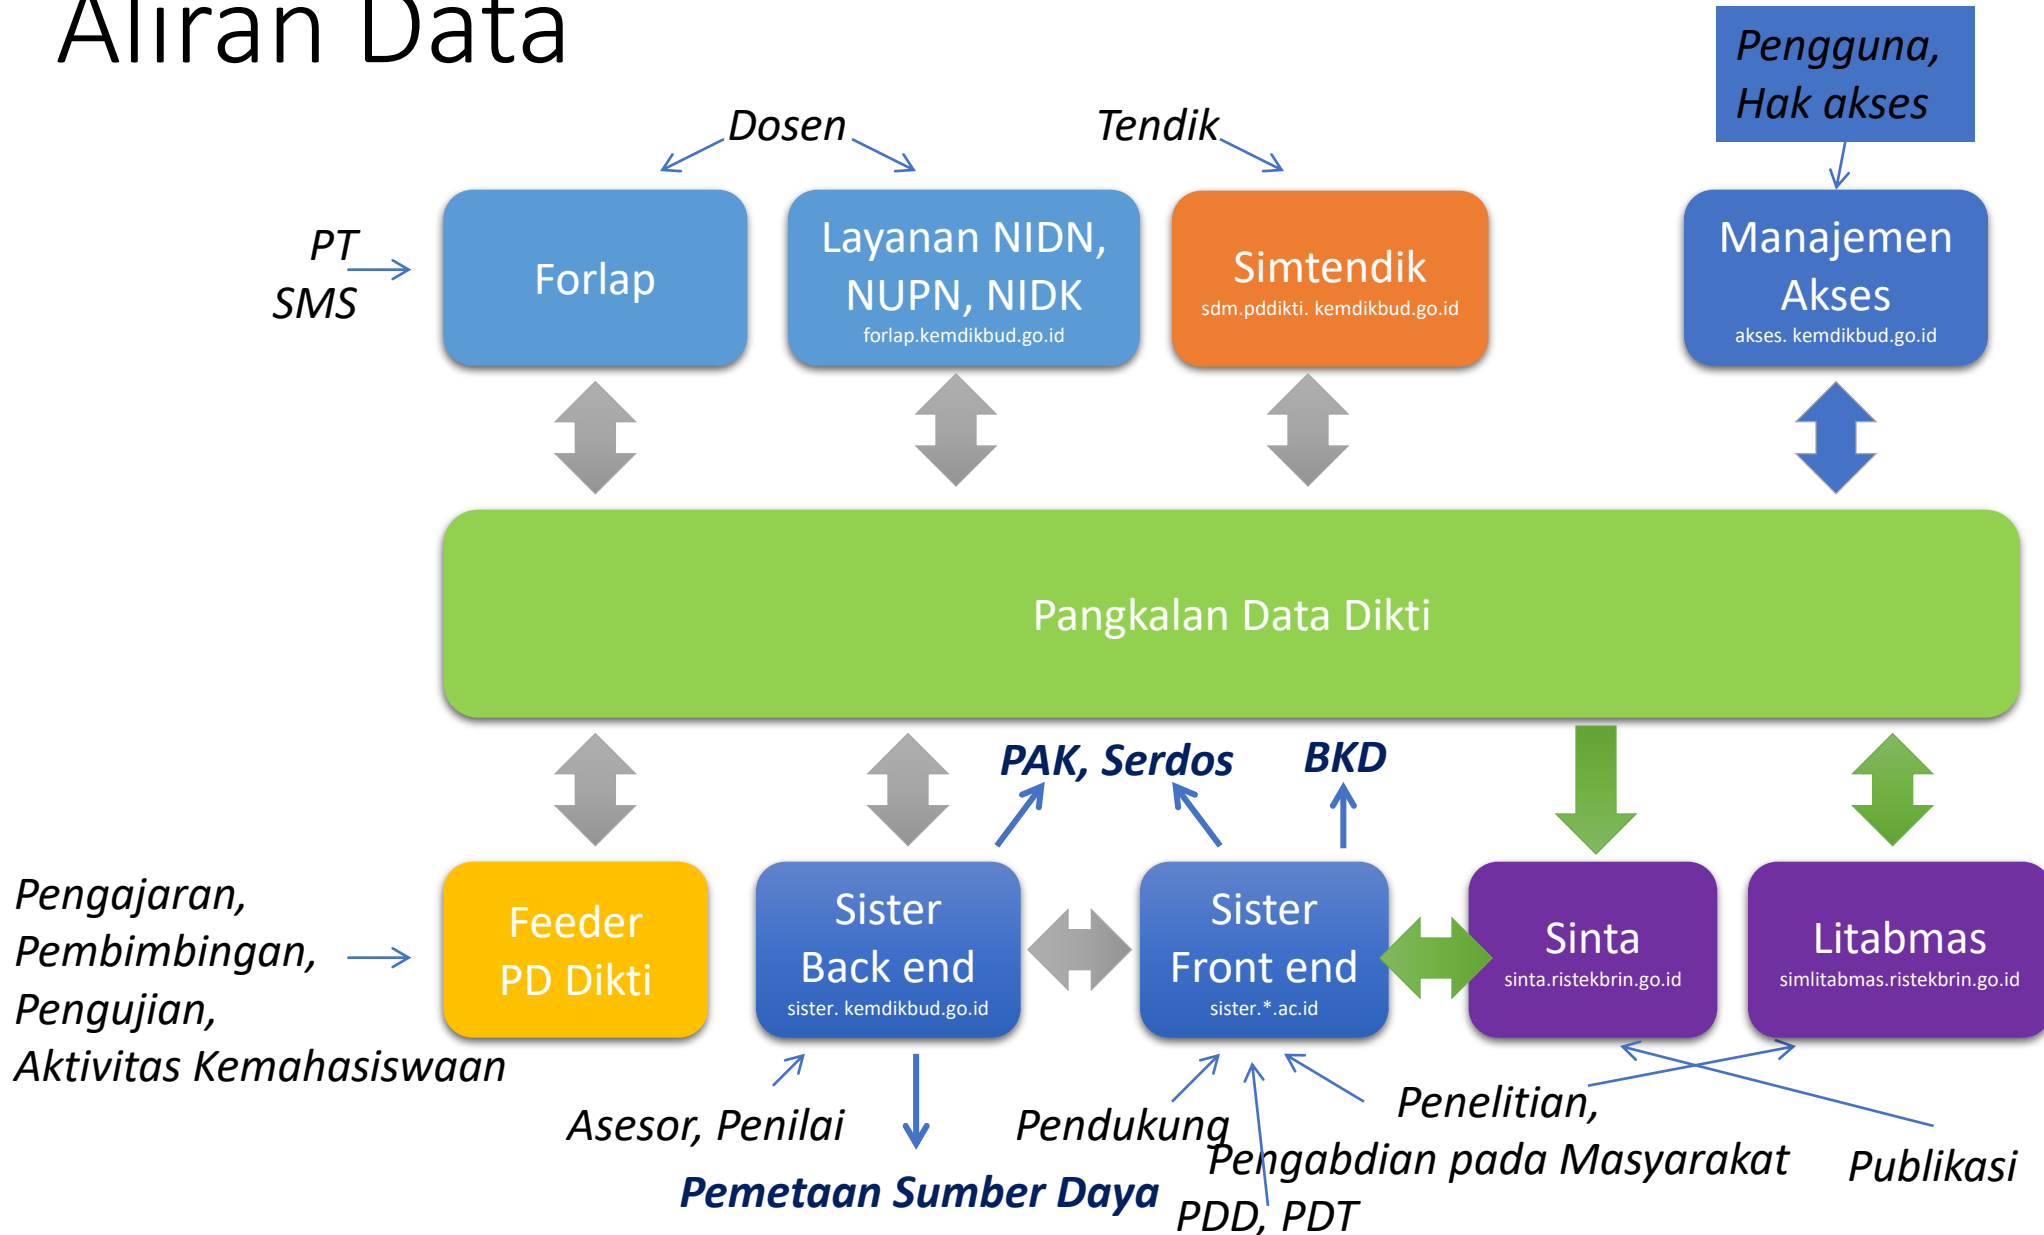 Aliran Data
Pengguna,
Hak akses
Dosen
Tendik
PT
SMS
Forlap
Layanan NIDN,
NUPN, NIDK
forlap.kemdikbud.go.id
Simtendik
sdm.pddikti. kemdikbud.go.id
Manajemen
Akses
akses. kemdikbud.go.id
Pangkalan Data Dikti
PAK, Serdos
BKD
Pengajaran,
Pembimbingan,
Pengujian,
Aktivitas Kemahasiswaan
Feeder
PD Dikti
Sister
Back end
sister. kemdikbud.go.id
Sister
Front end
sister.*.ac.id
Sinta
sinta.ristekbrin.go.id
Litabmas
simlitabmas.ristekbrin.go.id
Asesor, Penilai
Pendukung
Penelitian,
Pengabdian pada Masyarakat
Publikasi
Pemetaan Sumber Daya
PDD, PDT